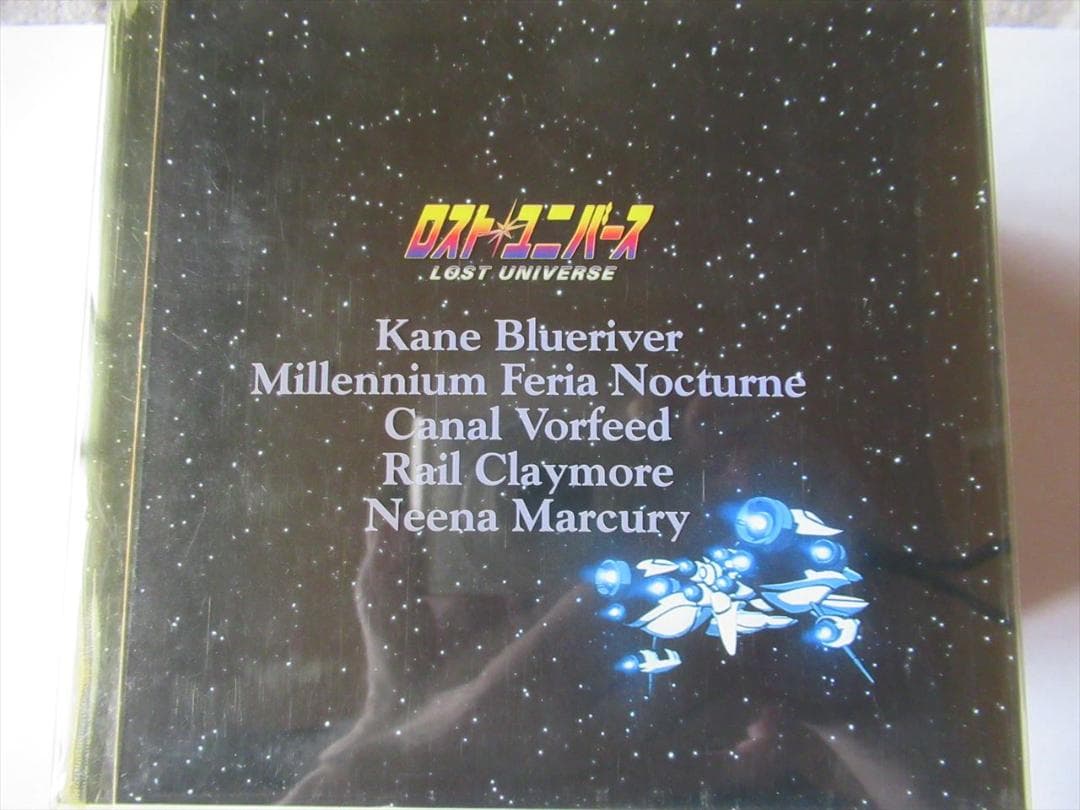 ロスト*ユニバース
LOST UNIVERSE
Kane Blueriver
Millennium Feria Nocturne
Canal Vorfeed
Rail Claymore
Neena Marcury